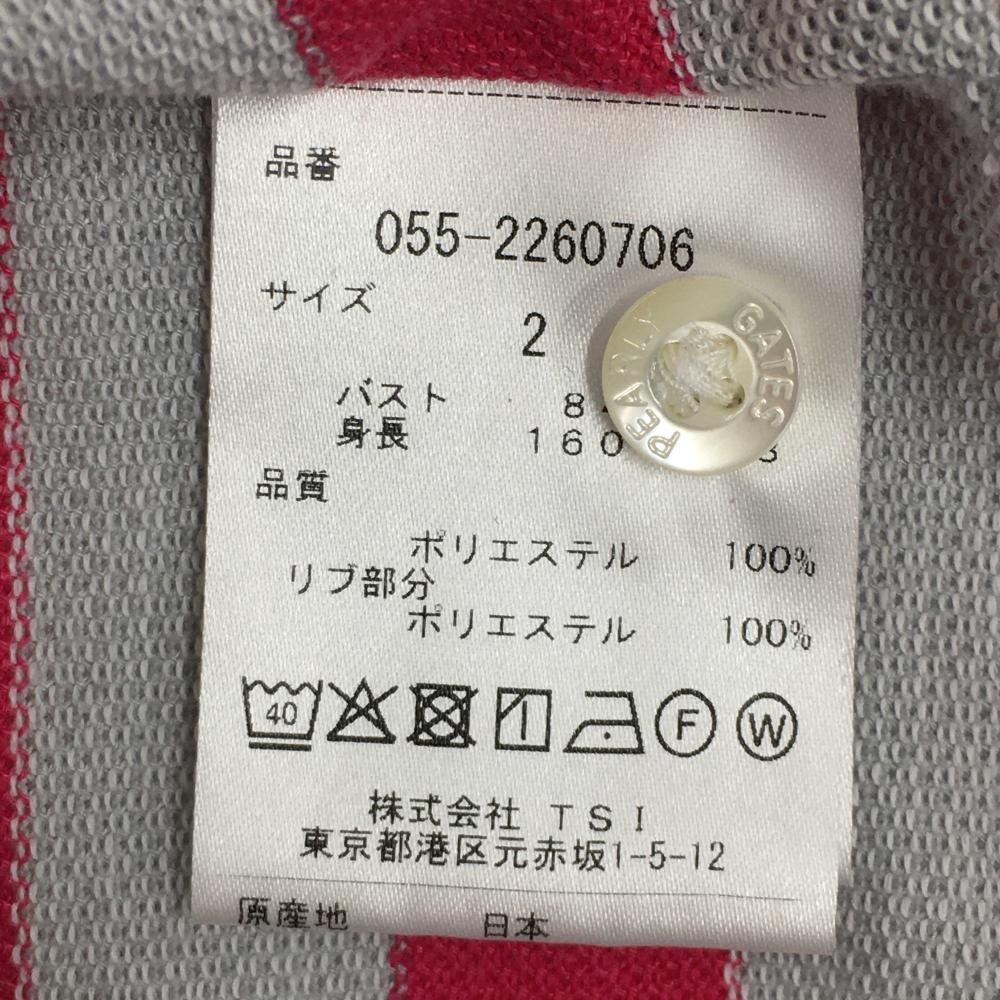 品番
055-2260706
サイズ
2
バスト 8
身長 160
品質
ポリエステル 100%
リブ部分
ポリエステル 100%
40
F W
株式会社 TSI
東京都港区元赤坂1-5-12
原産地 日本
PEARLY GATES